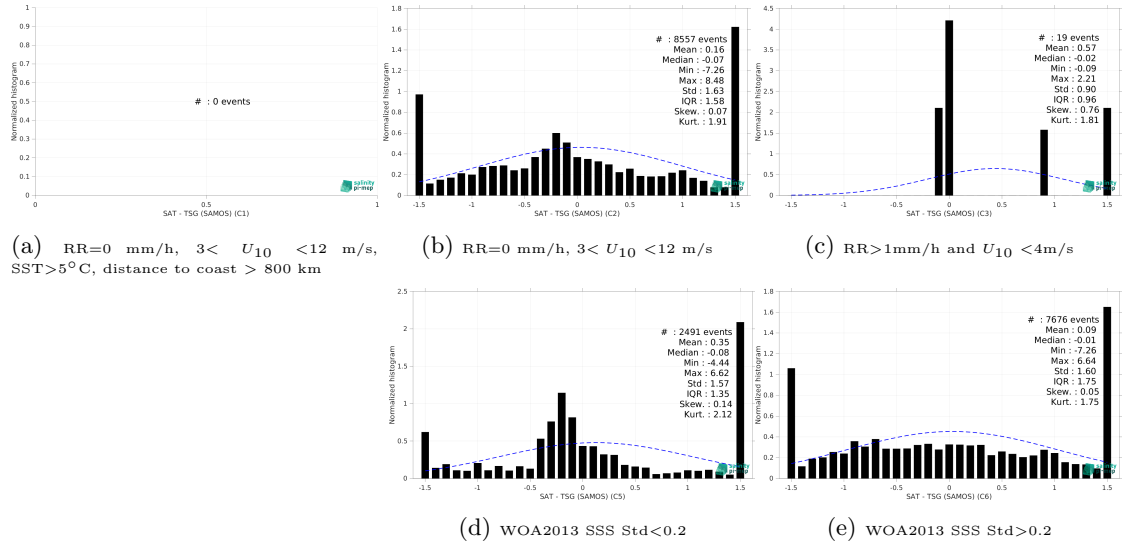 1
0.9
0.8
0.7
0.6
0.5
0.4
0.3
0.2
0.1
0
Normalized histogram
# : 0 events
salinity
pi-mep
0 0.5 1
SAT - TSG (SAMOS) (C1)
(a) RR=0 mm/h, 3< U10 <12 m/s,
SST>5°C, distance to coast > 800 km
1.8
1.6
1.4
1.2
1
0.8
0.6
0.4
0.2
0
Normalized histogram
# : 8557 events
Mean : 0.16
Median : -0.07
Min : -7.26
Max : 8.48
Std : 1.63
IQR : 1.58
Skew. : 0.07
Kurt. : 1.91
salinity
pi-mep
-1.5 -1 -0.5 0 0.5 1 1.5
SAT - TSG (SAMOS) (C2)
(b) RR=0 mm/h, 3< U10 <12 m/s
4.5
4
3.5
3
2.5
2
1.5
1
0.5
0
Normalized histogram
# : 19 events
Mean : 0.57
Median : -0.02
Min : -0.09
Max : 2.21
Std : 0.90
IQR : 0.96
Skew. : 0.76
Kurt. : 1.81
salinity
pi-mep
-1.5 -1 -0.5 0 0.5 1 1.5
SAT - TSG (SAMOS) (C3)
(c) RR>1mm/h and U10 <4m/s
2.5
2
1.5
1
0.5
0
Normalized histogram
# : 2491 events
Mean : 0.35
Median : -0.08
Min : -4.44
Max : 6.62
Std : 1.57
IQR : 1.35
Skew. : 0.14
Kurt. : 2.12
salinity
pi-mep
-1.5 -1 -0.5 0 0.5 1 1.5
SAT - TSG (SAMOS) (C5)
(d) WOA2013 SSS Std<0.2
1.8
1.6
1.4
1.2
1
0.8
0.6
0.4
0.2
0
Normalized histogram
# : 7676 events
Mean : 0.09
Median : -0.01
Min : -7.26
Max : 6.64
Std : 1.60
IQR : 1.75
Skew. : 0.05
Kurt. : 1.75
salinity
pi-mep
-1.5 -1 -0.5 0 0.5 1 1.5
SAT - TSG (SAMOS) (C6)
(e) WOA2013 SSS Std>0.2